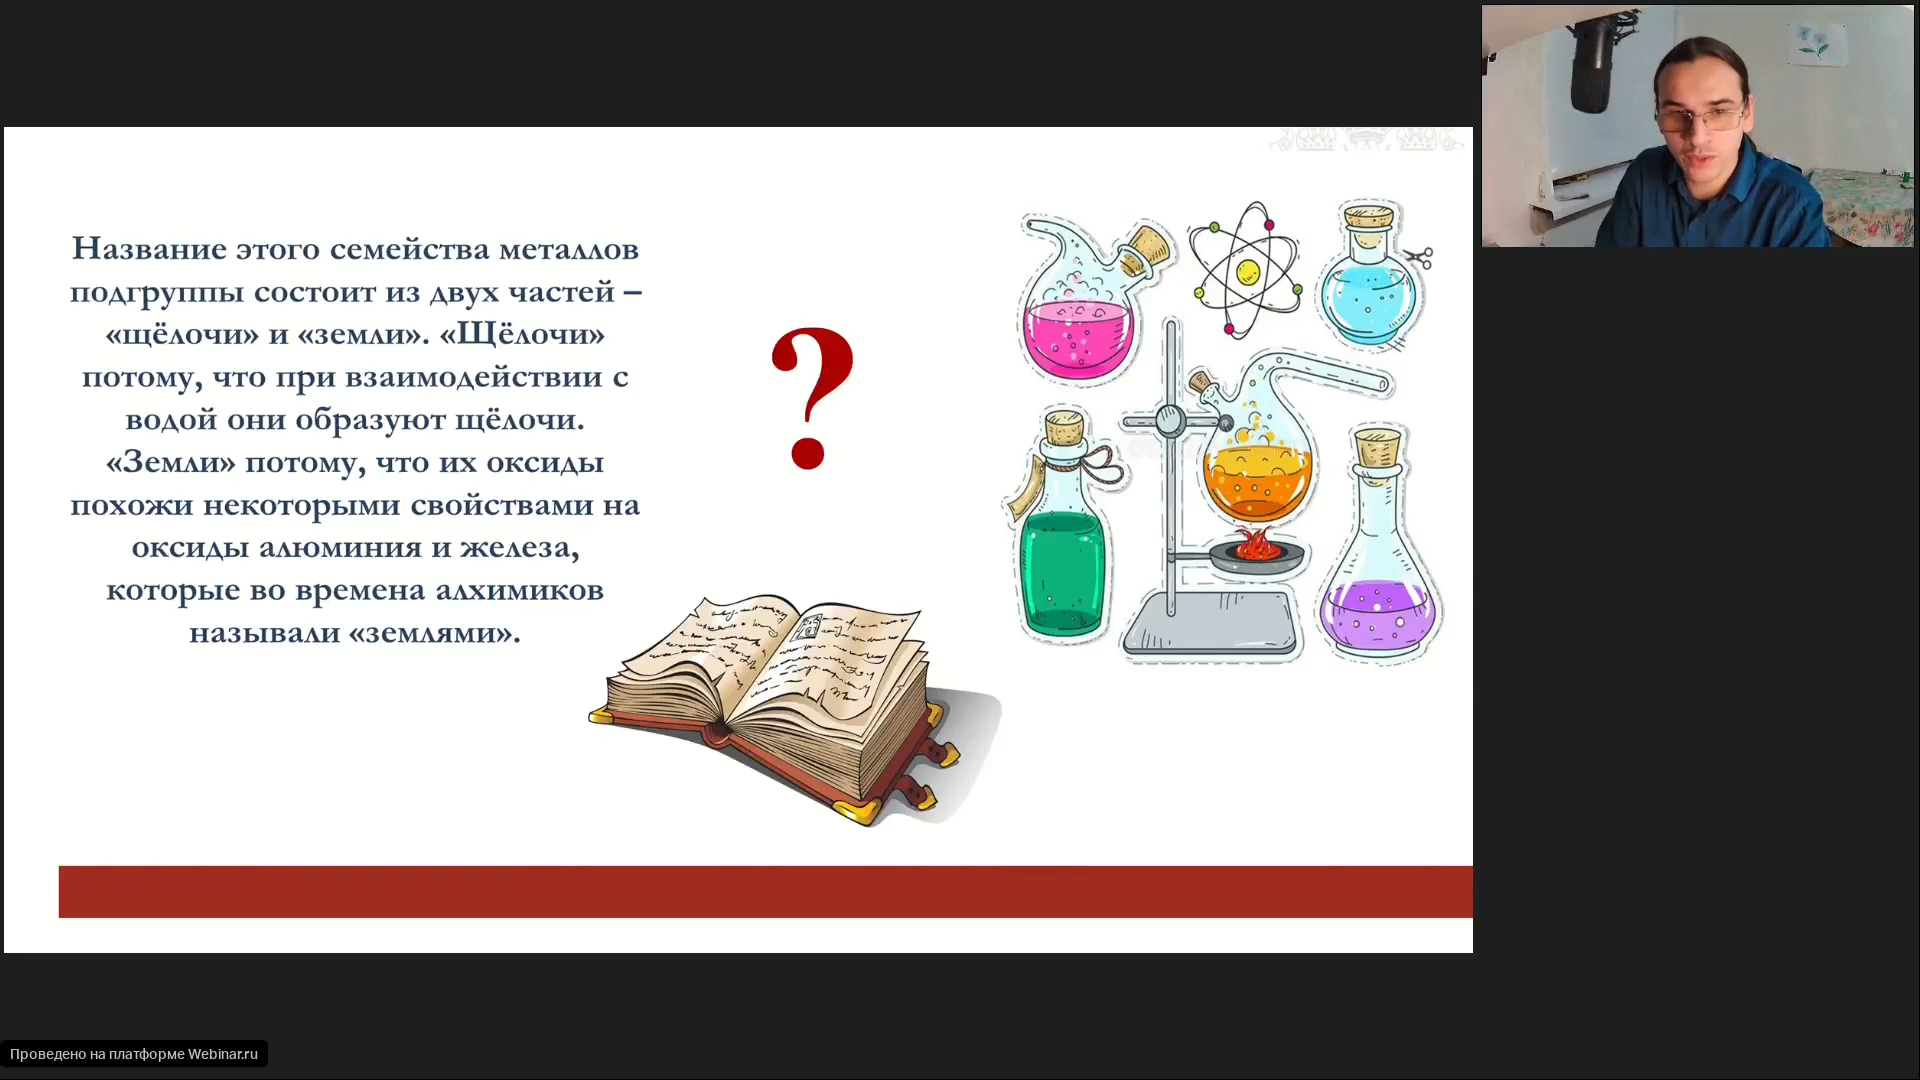 Название этого семейства металлов
подгруппы состоит из двух частей –
«щёлочи» и «земли». «Щёлочи»
потому, что при взаимодействии с
водой они образуют щёлочи.
«Земли» потому, что их оксиды
похожи некоторыми свойствами на
оксиды алюминия и железа,
которые во времена алхимиков
называли «землями».
?
Проведено на платформе Webinar.ru